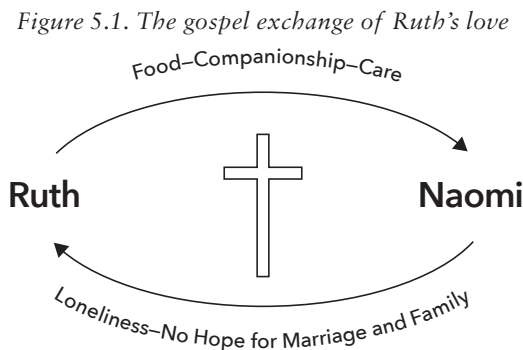 Figure 5.1. The gospel exchange of Ruth’s love
Food–Companionship–Care
Ruth
Naomi
Loneliness–No Hope for Marriage and Family